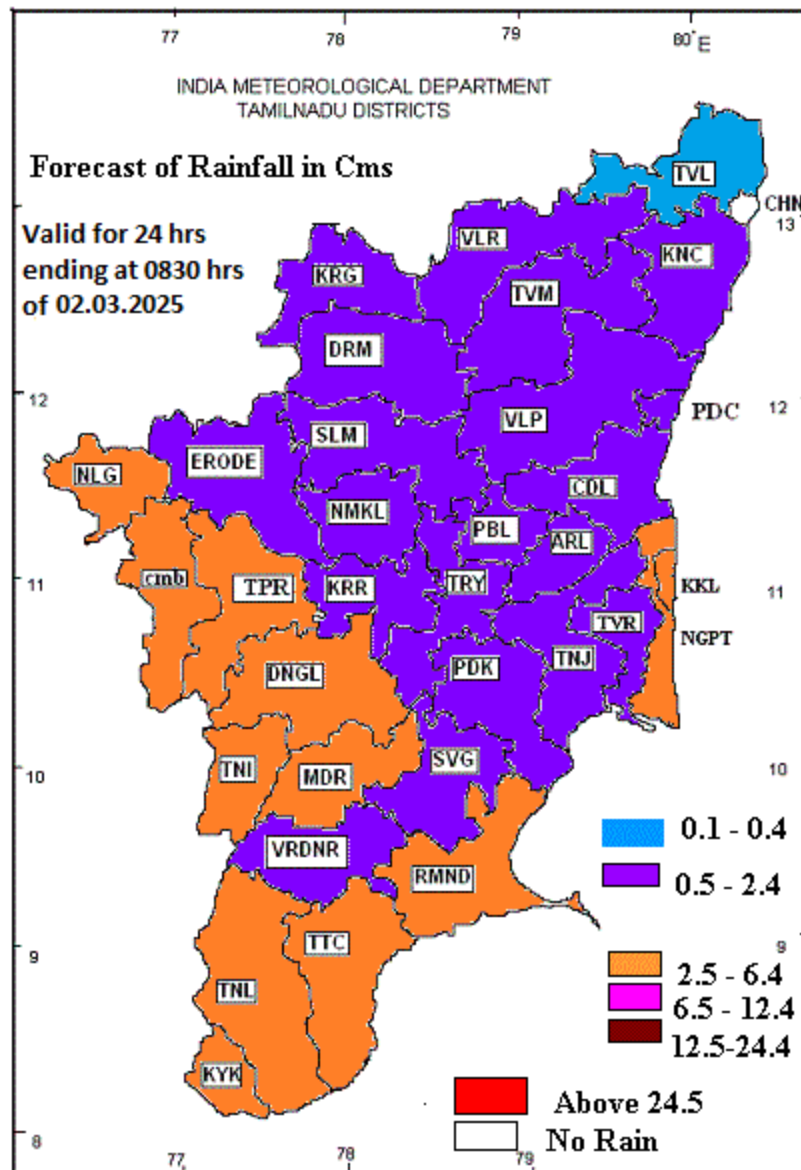 77 78 79 80° E
INDIA METEOROLOGICAL DEPARTMENT
TAMILNADU DISTRICTS
Forecast of Rainfall in Cms
TVL
CHN
13
Valid for 24 hrs
ending at 0830 hrs
of 02.03.2025
VLR
KNC
KRG
TVM
DRM
12
12
PDC
VLP
SLM
ERODE
NLG
CDL
NMKL
PBL
ARL
11
cmb
TPR
KRR
TRY
KKL
11
TVR
NGPT
DNGL
PDK
TNJ
10
TNI
MDR
SVG
10
VRDNR
RMND
0.1 - 0.4
0.5 - 2.4
9
TTC
9
TNL
2.5 - 6.4
6.5 - 12.4
12.5-24.4
KYK
Above 24.5
No Rain
8
77 78 79